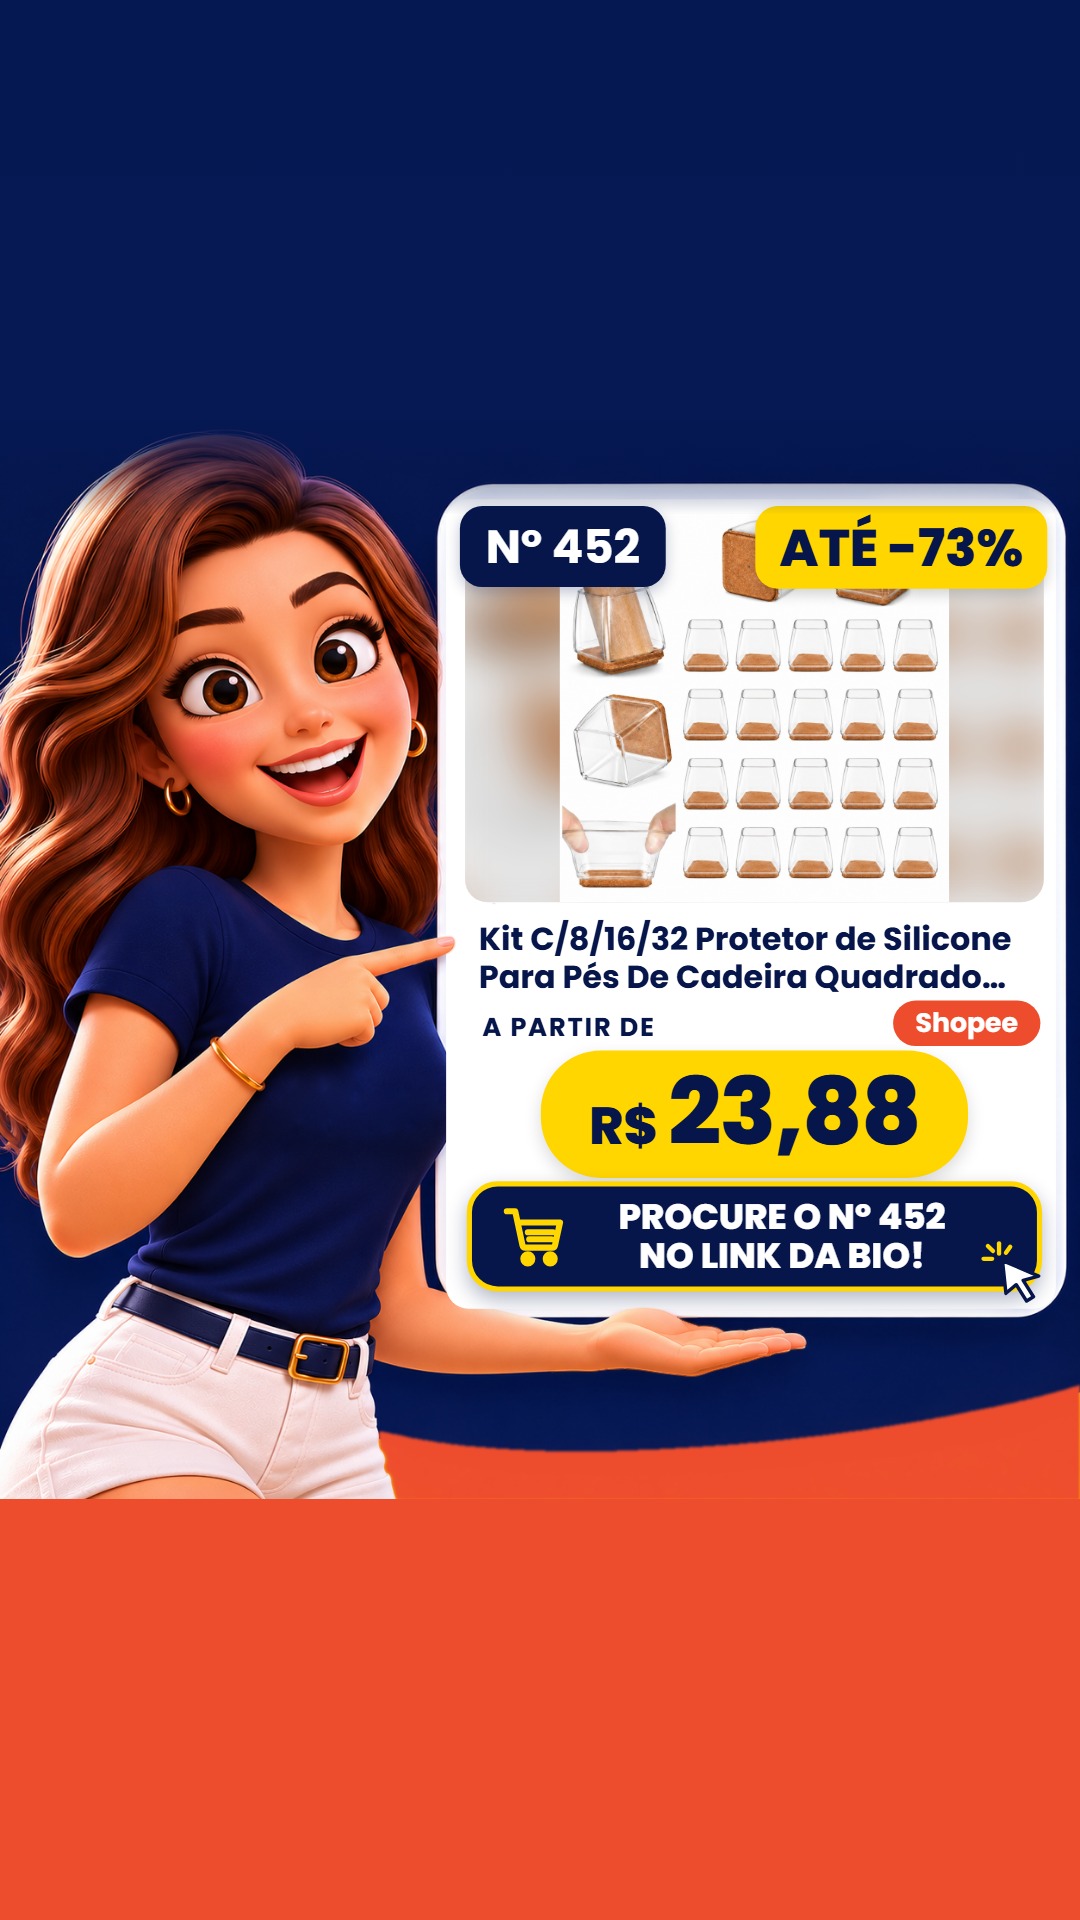 Nº 452
ATÉ -73%
Kit C/8/16/32 Protetor de Silicone
Para Pés De Cadeira Quadrado...
A PARTIR DE
Shopee
R$ 23,88
PROCURE O Nº 452
NO LINK DA BIO!